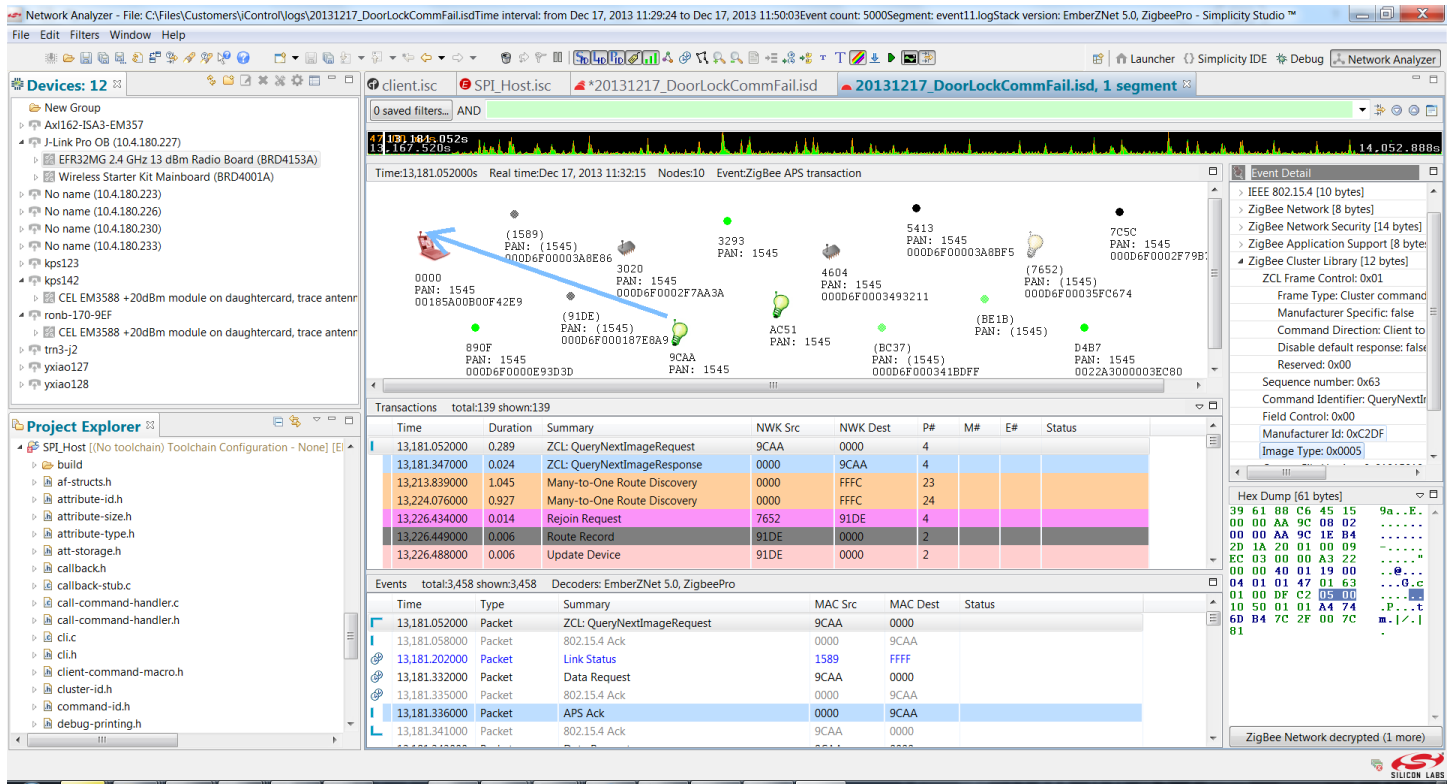 Network Analyzer - File: C:\Files\Customers\iControl\logs\20131217_DoorLockCommFail.isdTime interval: from Dec 17, 2013 11:29:24 to Dec 17, 2013 11:50:03Event count: 5000Segment: event11.logStack version: EmberZNet 5.0, ZigbeePro - Simplicity Studio ™
File Edit Filters Window Help
Launcher Simplicity IDE Debug Network Analyzer
Devices: 12
New Group
Axl162-ISA3-EM357
J-Link Pro OB (10.4.180.227)
EFR32MG 2.4 GHz 13 dBm Radio Board (BRD4153A)
Wireless Starter Kit Mainboard (BRD4001A)
No name (10.4.180.223)
No name (10.4.180.226)
No name (10.4.180.230)
No name (10.4.180.233)
kps123
kps142
CEL EM3588 +20dBm module on daughtercard, trace antenr
ronb-170-9EF
CEL EM3588 +20dBm module on daughtercard, trace antenr
trn3-j2
yxiao127
yxiao128
Project Explorer
SPI_Host [(No toolchain) Toolchain Configuration - None] [El
build
af-structs.h
attribute-id.h
attribute-size.h
attribute-type.h
att-storage.h
callback.h
callback-stub.c
call-command-handler.c
call-command-handler.h
cli.c
cli.h
client-command-macro.h
cluster-id.h
command-id.h
debug-printing.h
client.isc SPI_Host.isc *20131217_DoorLockCommFail.isd 20131217_DoorLockCommFail.isd, 1 segment
0 saved filters... AND
13,167.520s 14,052.888s
Time:13,181.052000s Real time:Dec 17, 2013 11:32:15 Nodes:10 Event:ZigBee APS transaction
0000
PAN: 1545
00185A00B00F42E9
(1589)
PAN: (1545)
000D6F00003A8E86
3020
PAN: 1545
000D6F0002F7AA3A
3293
PAN: 1545
4604
PAN: 1545
000D6F0003493211
5413
PAN: 1545
000D6F00003A8BF5
(7652)
PAN: (1545)
000D6F00035FC674
7C5C
PAN: 1545
000D6F0002F79B
(91DE)
PAN: (1545)
000D6F000187E8A9
890F
PAN: 1545
000D6F0000E93D3D
9CAA
PAN: 1545
AC51
PAN: 1545
(BC37)
PAN: (1545)
000D6F000341BDFF
(BE1B)
PAN: (1545)
D4B7
PAN: 1545
0022A3000003EC80
Transactions total:139 shown:139
Time Duration Summary NWK Src NWK Dest P# M# E# Status
13,181.052000 0.289 ZCL: QueryNextImageRequest 9CAA 0000 4
13,181.347000 0.024 ZCL: QueryNextImageResponse 0000 9CAA 4
13,213.839000 1.045 Many-to-One Route Discovery 0000 FFFC 23
13,224.076000 0.927 Many-to-One Route Discovery 0000 FFFC 24
13,226.434000 0.014 Rejoin Request 7652 91DE 4
13,226.449000 0.006 Route Record 91DE 0000 2
13,226.488000 0.006 Update Device 91DE 0000 2
Events total:3,458 shown:3,458 Decoders: EmberZNet 5.0, ZigbeePro
Time Type Summary MAC Src MAC Dest Status
13,181.052000 Packet ZCL: QueryNextImageRequest 9CAA 0000
13,181.058000 Packet 802.15.4 Ack 0000 9CAA
13,181.202000 Packet Link Status 1589 FFFF
13,181.332000 Packet Data Request 9CAA 0000
13,181.335000 Packet 802.15.4 Ack 0000 9CAA
13,181.336000 Packet APS Ack 0000 9CAA
13,181.341000 Packet 802.15.4 Ack 9CAA 0000
Event Detail
IEEE 802.15.4 [10 bytes]
ZigBee Network [8 bytes]
ZigBee Network Security [14 bytes]
ZigBee Application Support [8 byte
ZigBee Cluster Library [12 bytes]
ZCL Frame Control: 0x01
Frame Type: Cluster command
Manufacturer Specific: false
Command Direction: Client to
Disable default response: false
Reserved: 0x00
Sequence number: 0x63
Command Identifier: QueryNextIr
Field Control: 0x00
Manufacturer Id: 0xC2DF
Image Type: 0x0005
Hex Dump [61 bytes]
39 61 88 C6 45 15 9a..E.
00 00 AA 9C 08 02 ......
00 00 AA 9C 1E B4 ......
2D 1A 20 01 00 09 -. ....
EC 03 00 00 A3 22 ....."
00 00 40 01 19 00 ..@...
04 01 01 47 01 63 ...G.c
01 00 DF C2 05 00 ......
10 50 01 01 A4 74 .P...t
6D B4 7C 2F 00 7C m.|/.|
81 .
ZigBee Network decrypted (1 more)
SILICON LABS